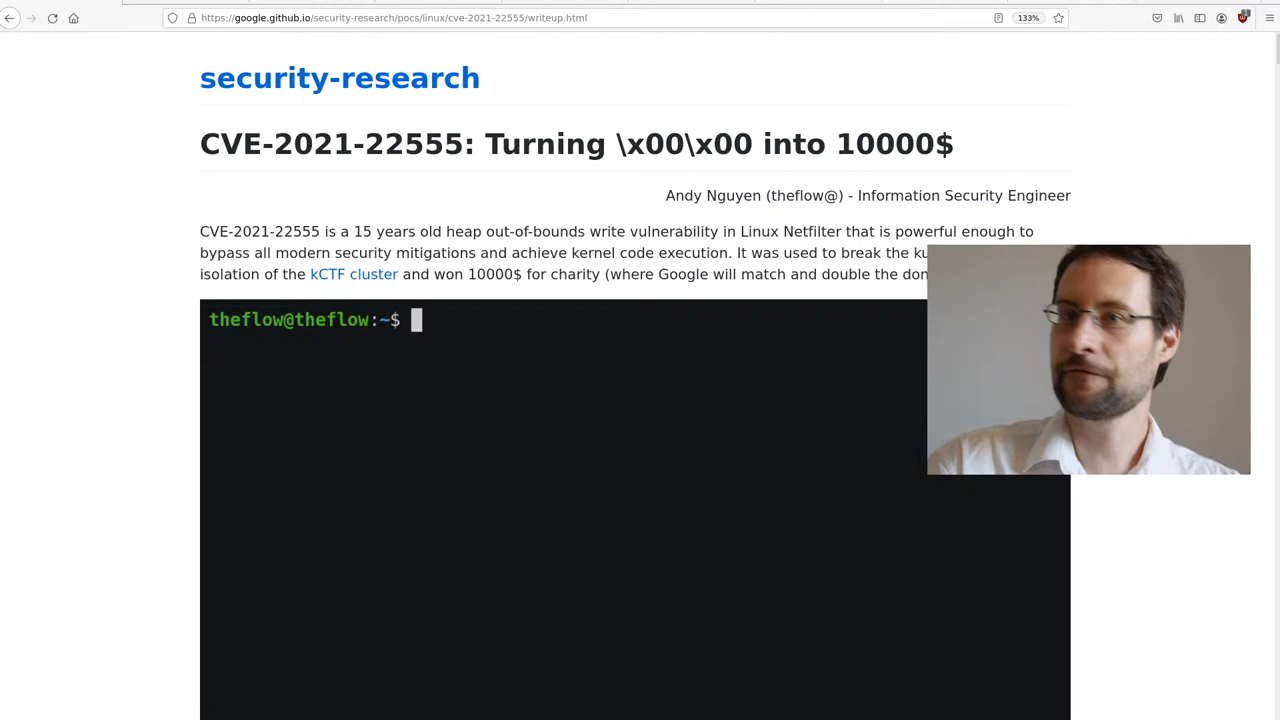 https://google.github.io/security-research/pocs/linux/cve-2021-22555/writeup.html
133%
security-research
CVE-2021-22555: Turning \x00\x00 into 10000$
Andy Nguyen (theflow@) - Information Security Engineer
CVE-2021-22555 is a 15 years old heap out-of-bounds write vulnerability in Linux Netfilter that is powerful enough to
bypass all modern security mitigations and achieve kernel code execution. It was used to break the
isolation of the kCTF cluster and won 10000$ for charity (where Google will match and double the
theflow@theflow:~$